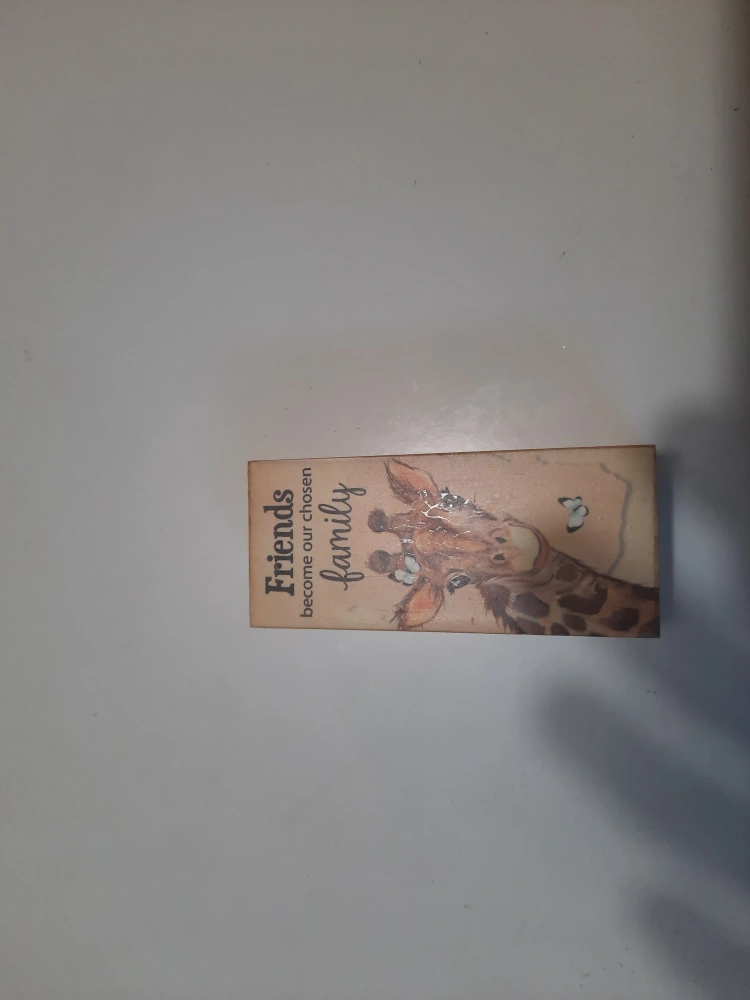 Friends
become our chosen
family